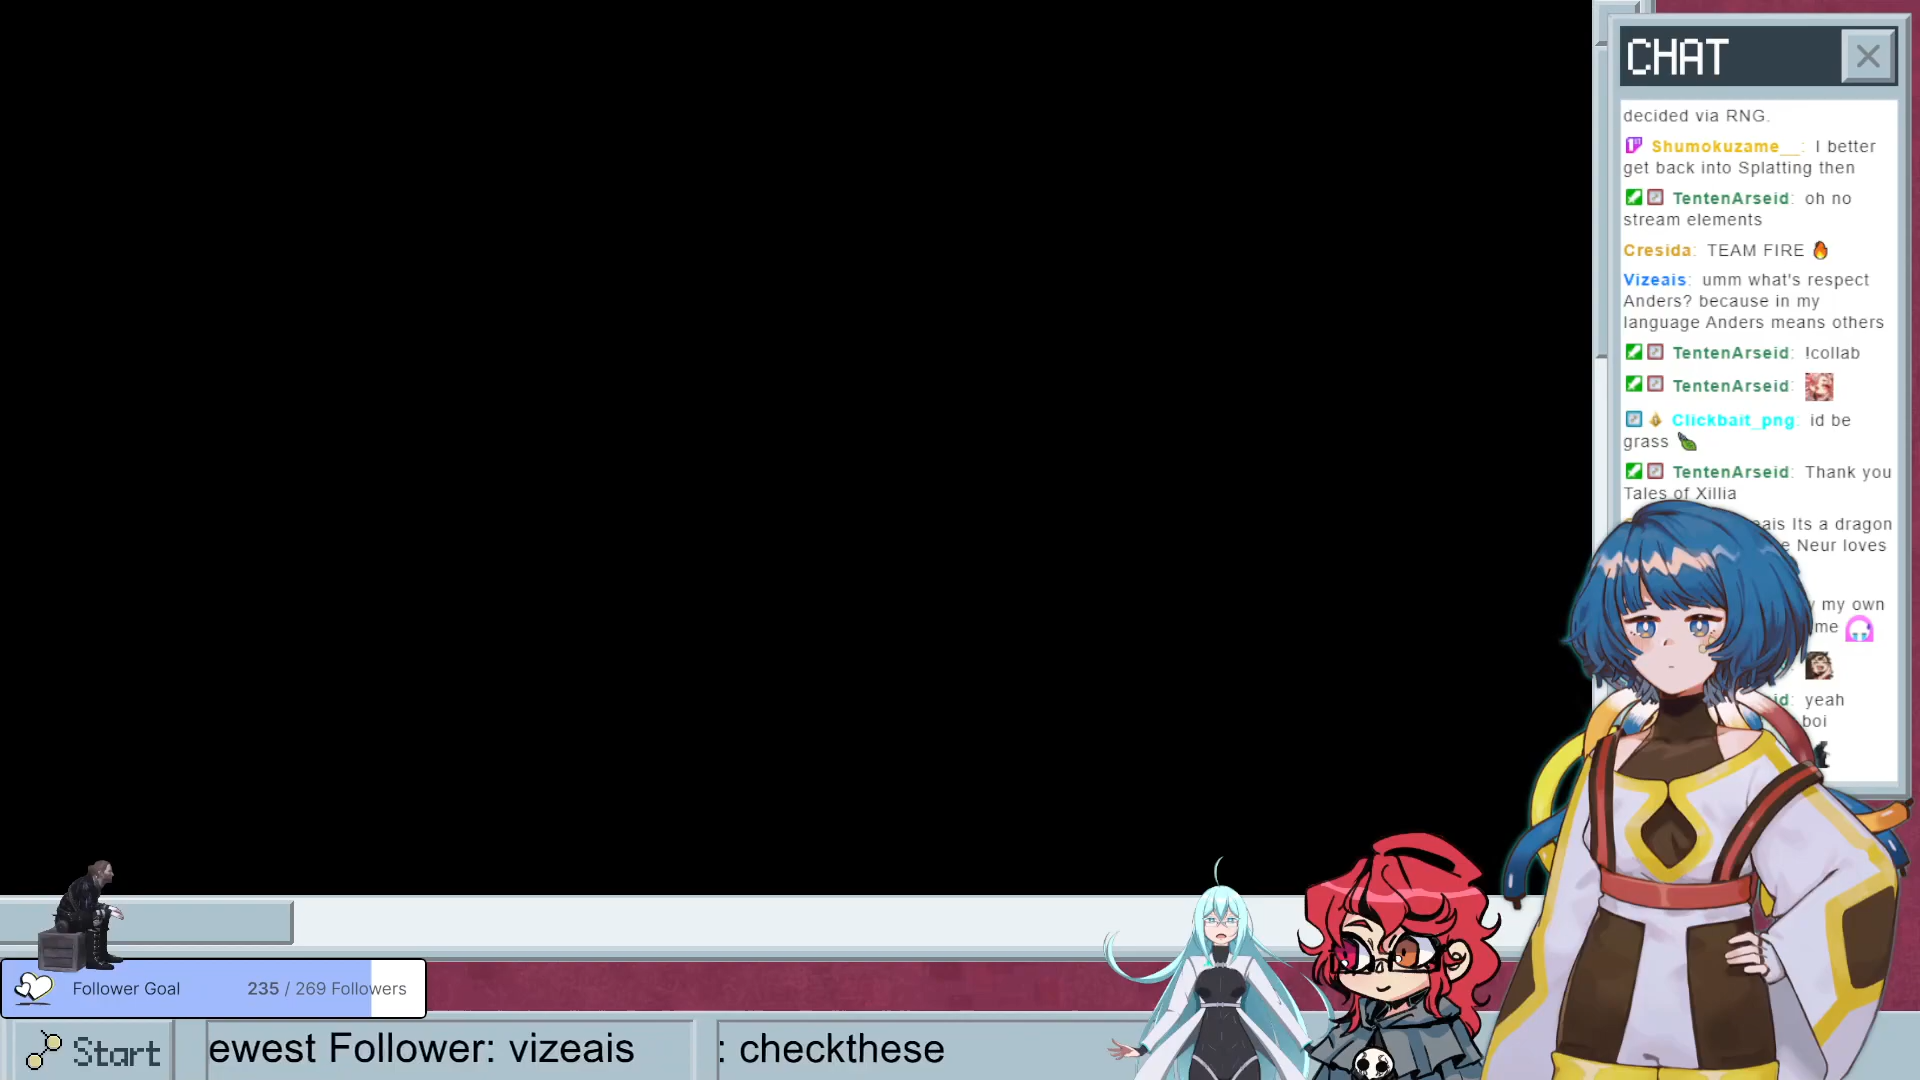 CHAT
decided via RNG.
Shumokuzame__: I better
get back into Splatting then
TentenArseid: oh no
stream elements
Cresida: TEAM FIRE
Vizeais: umm what's respect
Anders? because in my
language Anders means others
TentenArseid: !collab
TentenArseid:
Clickbait_png: id be
grass
TentenArseid: Thank you
Tales of Xillia
Its a dragon
Neur loves
my own
me
yeah
boi
Follower Goal 235 / 269 Followers
Start
ewest Follower: vizeais
: checkthese